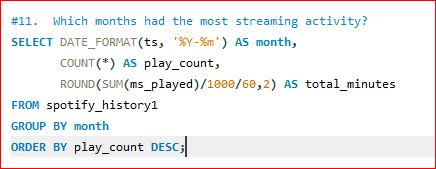 #11.  Which months had the most streaming activity?
SELECT DATE_FORMAT(ts, '%Y-%m') AS month,
       COUNT(*) AS play_count,
       ROUND(SUM(ms_played)/1000/60,2) AS total_minutes
FROM spotify_history1
GROUP BY month
ORDER BY play_count DESC;